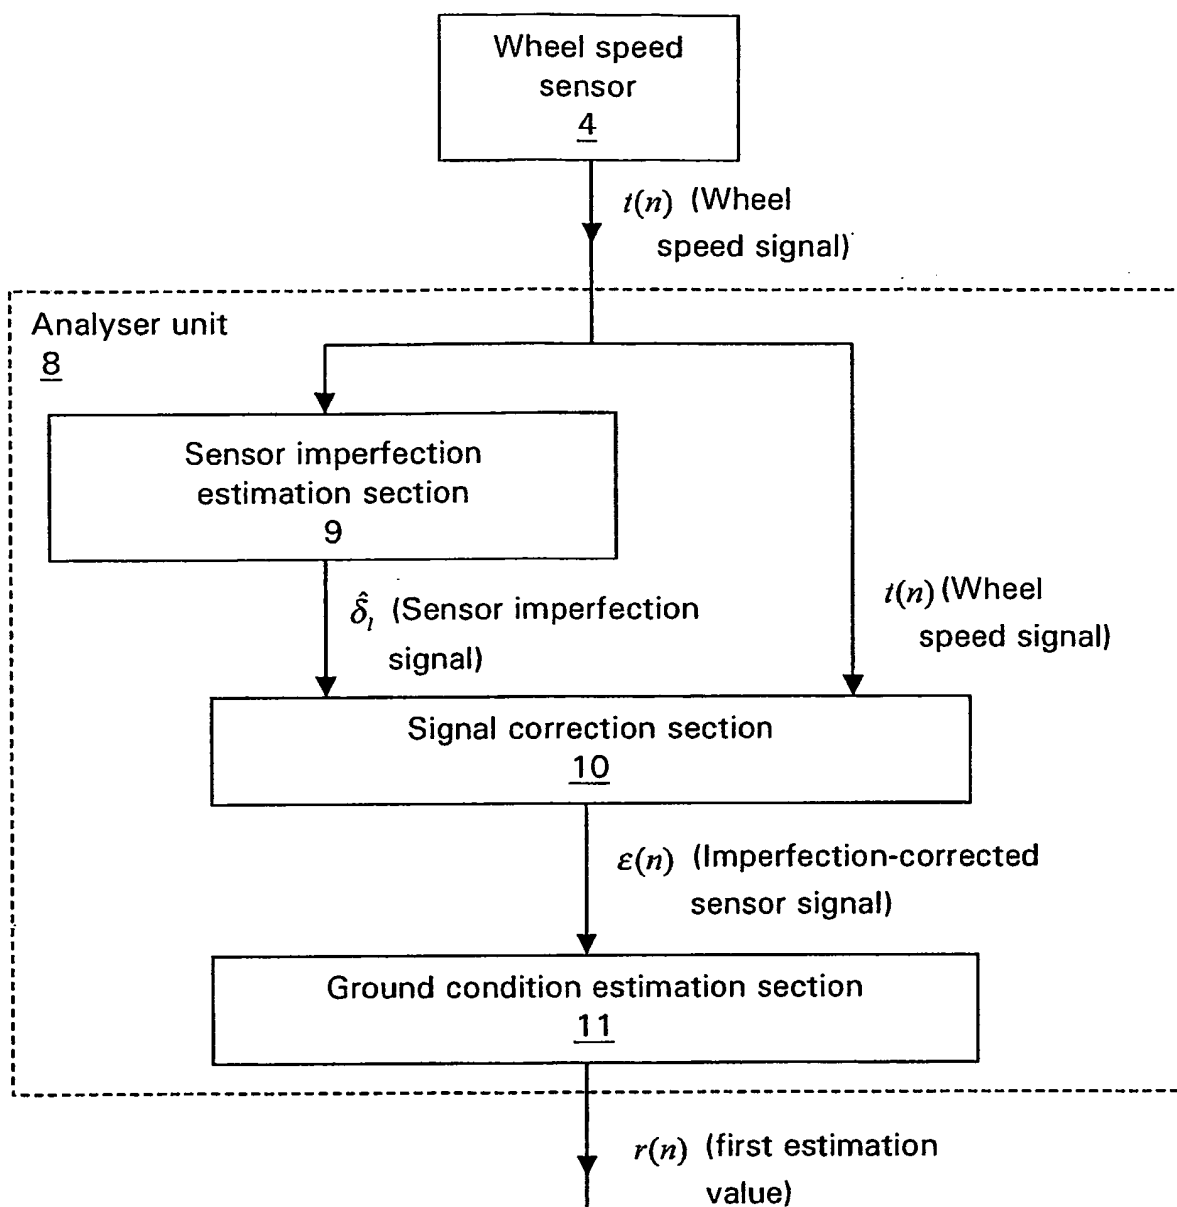 Wheel speed
sensor
4
t(n) (Wheel
speed signal)
Analyser unit
8
Sensor imperfection
estimation section
9
δ̂ₗ (Sensor imperfection
signal)
t(n) (Wheel
speed signal)
Signal correction section
10
ε(n) (Imperfection-corrected
sensor signal)
Ground condition estimation section
11
r(n) (first estimation
value)